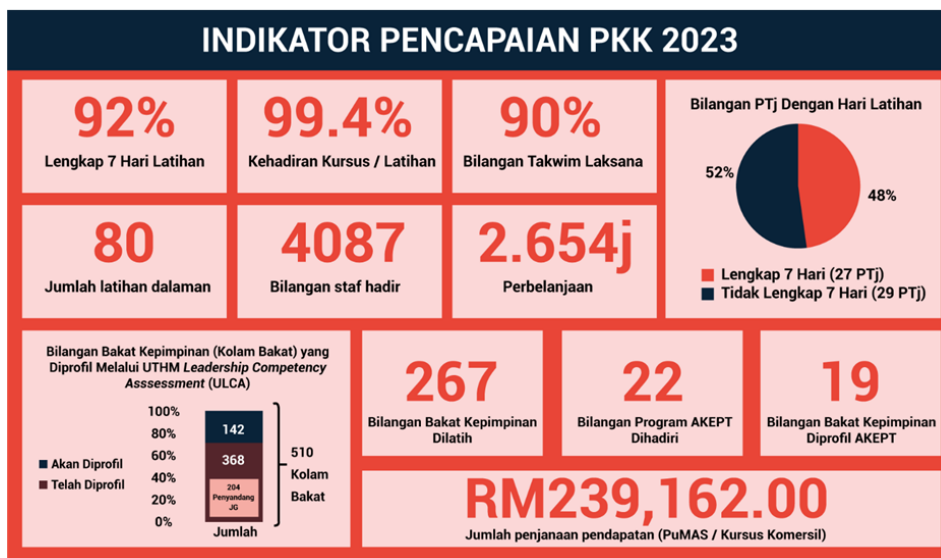 INDIKATOR PENCAPAIAN PKK 2023
92%
Lengkap 7 Hari Latihan
99.4%
Kehadiran Kursus / Latihan
90%
Bilangan Takwim Laksana
Bilangan PTj Dengan Hari Latihan
52%
48%
Lengkap 7 Hari (27 PTj)
Tidak Lengkap 7 Hari (29 PTj)
80
Jumlah latihan dalaman
4087
Bilangan staf hadir
2.654j
Perbelanjaan
Bilangan Bakat Kepimpinan (Kolam Bakat) yang
Diprofil Melalui UTHM Leadership Competency
Asssessment (ULCA)
100%
80%
60%
40%
20%
0%
Akan Diprofil
Telah Diprofil
142
368
204
Penyandang
JG
Jumlah
510
Kolam
Bakat
267
Bilangan Bakat Kepimpinan
Dilatih
22
Bilangan Program AKEPT
Dihadiri
19
Bilangan Bakat Kepimpinan
Diprofil AKEPT
RM239,162.00
Jumlah penjanaan pendapatan (PuMAS / Kursus Komersil)